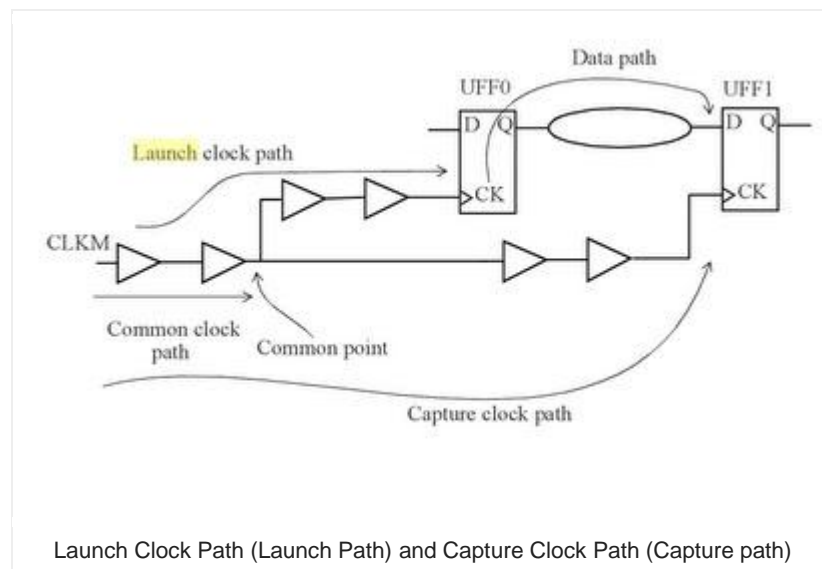 Data path
UFF0
UFF1
D Q
D Q
Launch clock path
CK
CK
CLKM
Common clock
path
Common point
Capture clock path
Launch Clock Path (Launch Path) and Capture Clock Path (Capture path)